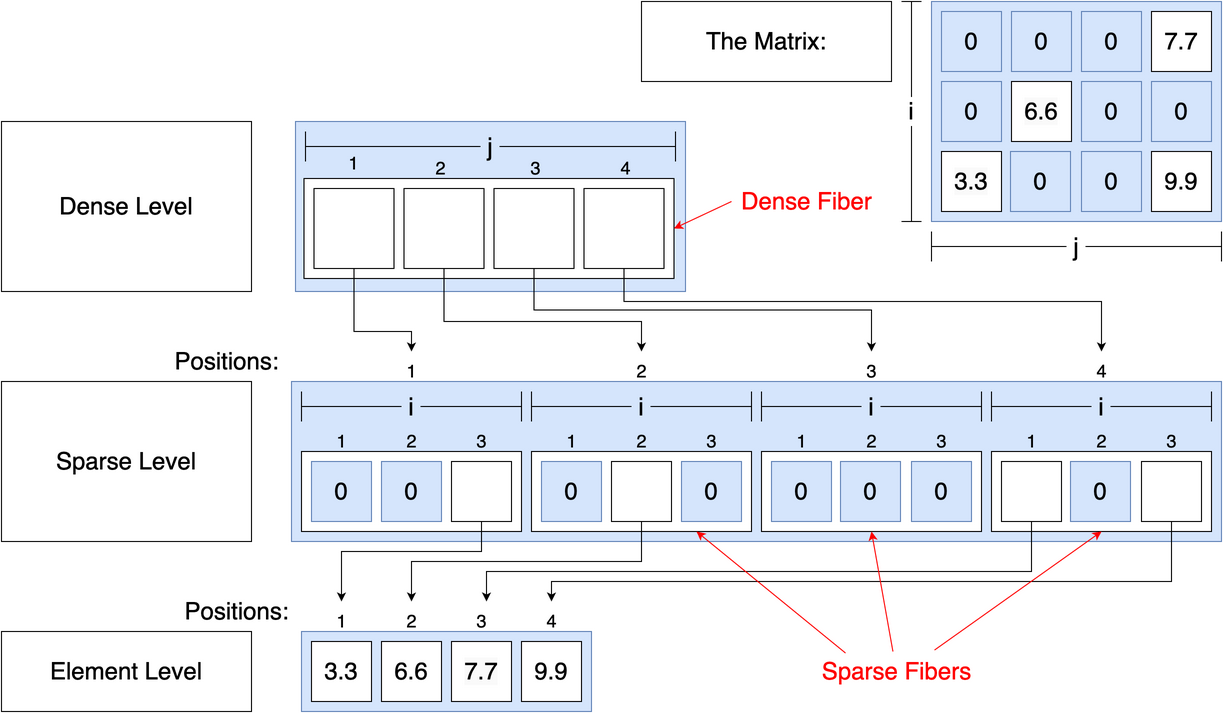 The Matrix:
0 0 0 7.7
i
0 6.6 0 0
3.3 0 0 9.9
j
Dense Level
j
1 2 3 4
Dense Fiber
Positions:
1 2 3 4
Sparse Level
i i i i
1 2 3 1 2 3 1 2 3 1 2 3
0 0 0 0 0 0 0 0
Positions:
1 2 3 4
Element Level
3.3 6.6 7.7 9.9
Sparse Fibers